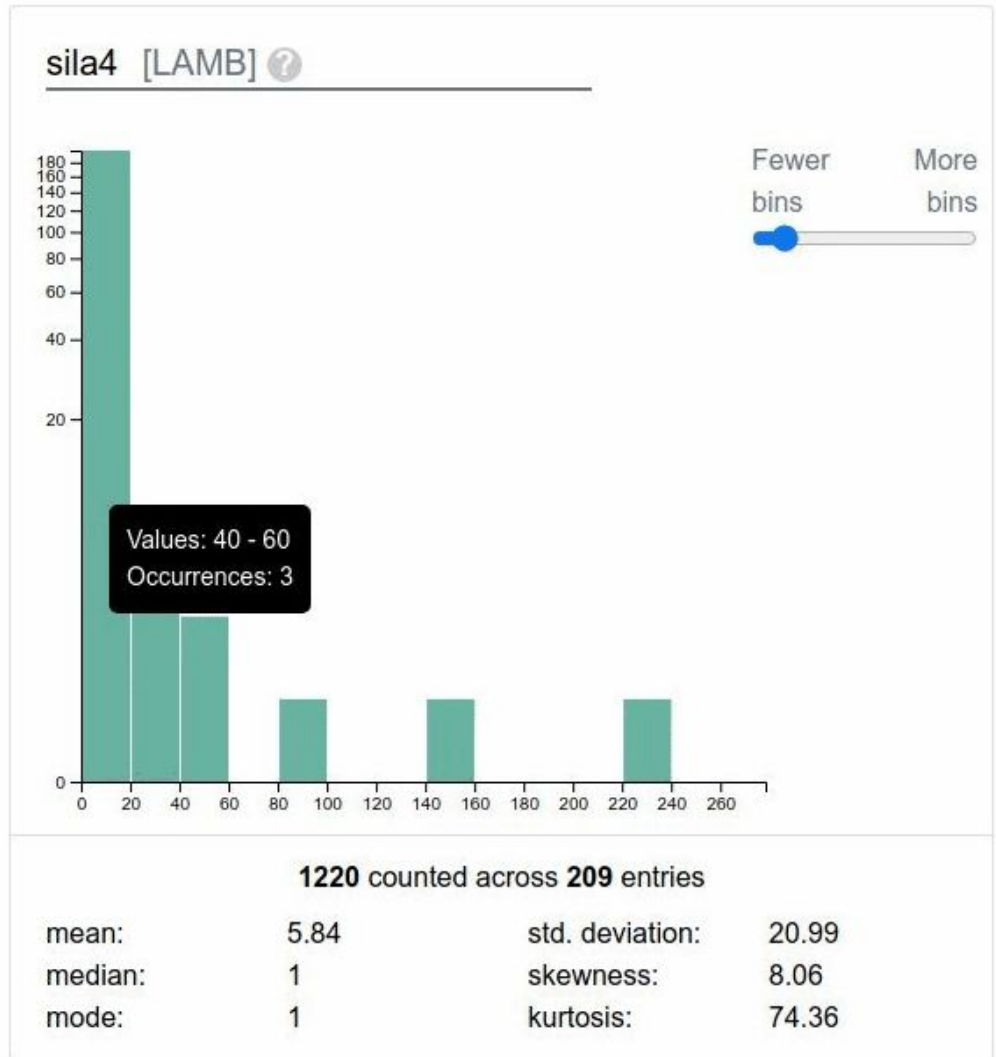 sila4 [LAMB] ?
Fewer More
bins bins
180
160
140
120
100
80
60
40
20
0
Values: 40 - 60
Occurrences: 3
0 20 40 60 80 100 120 140 160 180 200 220 240 260
1220 counted across 209 entries
mean: 5.84 std. deviation: 20.99
median: 1 skewness: 8.06
mode: 1 kurtosis: 74.36